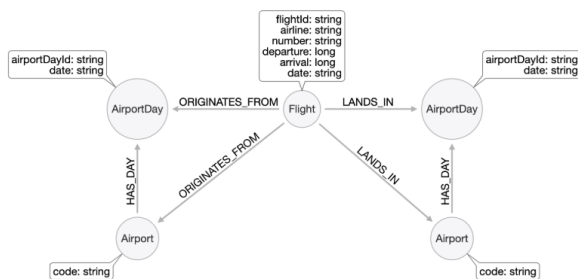 flightId: string
airline: string
number: string
departure: long
arrival: long
date: string
airportDayId: string
date: string
airportDayId: string
date: string
AirportDay
ORIGINATES_FROM
Flight
LANDS_IN
AirportDay
HAS_DAY
ORIGINATES_FROM
LANDS_IN
HAS_DAY
Airport
Airport
code: string
code: string